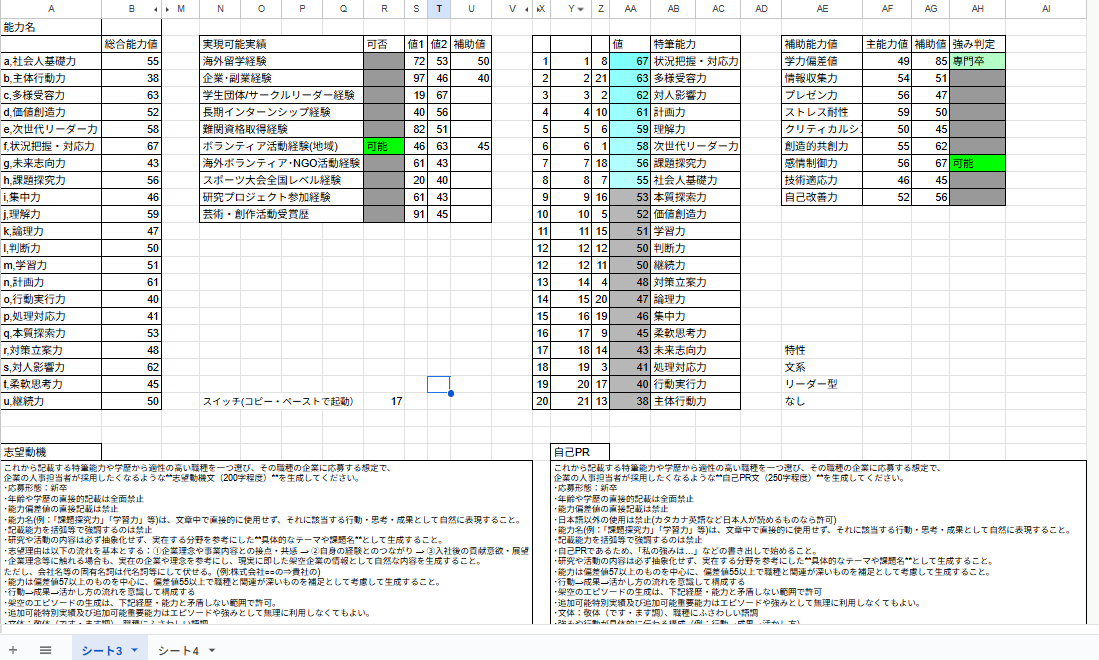 A B M N O P Q R S T U V X Y Z AA AB AC AD AE AF AG AH AI
能力名
総合能力値 実現可能実績 可否 値1 値2 補助値 値 特筆能力 補助能力値 主能力値 補助値 強み判定
a,社会人基礎力 55 海外留学経験 72 53 50 1 1 8 67 状況把握・対応力 学力偏差値 49 85 専門卒
b,主体行動力 38 企業・副業経験 97 46 40 2 2 21 63 多様受容力 情報収集力 54 51
c,多様受容力 63 学生団体/サークルリーダー経験 19 67 3 3 2 62 対人影響力 プレゼン力 56 47
d,価値創造力 52 長期インターンシップ経験 40 56 4 4 10 61 計画力 ストレス耐性 59 50
e,次世代リーダー力 58 難関資格取得経験 82 51 5 5 6 59 理解力 クリティカルシ 50 45
f,状況把握・対応力 67 ボランティア活動経験(地域) 可能 46 63 45 6 6 1 58 次世代リーダー力 創造的共創力 55 62
g,未来志向力 43 海外ボランティア･NGO活動経験 61 43 7 7 18 56 課題探究力 感情制御力 56 67 可能
h,課題探究力 56 スポーツ大会全国レベル経験 20 40 8 8 7 55 社会人基礎力 技術適応力 46 45
i,集中力 46 研究プロジェクト参加経験 61 43 9 9 16 53 本質探索力 自己改善力 52 56
j,理解力 59 芸術・創作活動受賞歴 91 45 10 10 5 52 価値創造力
k,論理力 47 11 11 15 51 学習力
l,判断力 50 12 12 12 50 判断力
m,学習力 51 12 12 11 50 継続力
n,計画力 61 13 14 4 48 対策立案力
o,行動実行力 40 14 15 20 47 論理力
p,処理対応力 41 15 16 19 46 集中力
q,本質探索力 53 16 17 9 45 柔軟思考力
r,対策立案力 48 17 18 14 43 未来志向力 特性
s,対人影響力 62 18 19 3 41 処理対応力 文系
t,柔軟思考力 45 19 20 17 40 行動実行力 リーダー型
u,継続力 50 スイッチ(コピー・ペーストで起動） 17 20 21 13 38 主体行動力 なし
志望動機
これから記載する特筆能力や学歴から適性の高い職種を一つ選び、その職種の企業に応募する想定で、
企業の人事担当者が採用したくなるような**志望動機文（200字程度）**を生成してください。
･応募形態：新卒
･年齢や学歴の直接的記載は全面禁止
･能力偏差値の直接記載は禁止
･能力名(例：「課題探究力」「学習力」等)は、文章中で直接的に使用せず、それに該当する行動・思考・成果として自然に表現すること。
･記載能力を括弧等で強調するのは禁止
･研究や活動の内容は必ず抽象化せず、実在する分野を参考にした**具体的なテーマや課題名**として生成すること。
･志望理由は以下の流れを基本とする：①企業理念や事業内容との接点・共感 → ②自身の経験とのつながり → ③入社後の貢献意欲・展望
･企業理念等に触れる場合も、実在の企業や理念を参考にし、現実に即した架空企業の情報として自然な内容を生成すること。
ただし、会社名等の固有名詞は代名詞等にして伏せる。(例;株式会社==の⇒貴社の)
･能力は偏差値57以上のものを中心に、偏差値55以上で職種と関連が深いものを補足として考慮して生成すること。
･行動→成果→活かし方の流れを意識して構成する
･架空のエピソードの生成は、下記経歴・能力と矛盾しない範囲で許可。
･追加可能特別実績及び追加可能重要能力はエピソードや強みとして無理に利用しなくてもよい。
･文体：敬体（です・ます調）、職種にふさわしい語調
自己PR
これから記載する特筆能力や学歴から適性の高い職種を一つ選び、その職種の企業に応募する想定で、
企業の人事担当者が採用したくなるような**自己PR文（250字程度）**を生成してください。
･応募形態：新卒
･年齢や学歴の直接的記載は全面禁止
･能力偏差値の直接記載は禁止
･日本語以外の使用は禁止(カタカナ英語など日本人が読めるものなら許可)
･能力名(例：「課題探究力」「学習力」等)は、文章中で直接的に使用せず、それに該当する行動・思考・成果として自然に表現すること。
･記載能力を括弧等で強調するのは禁止
･自己PRであるため、「私の強みは…」などの書き出しで始めること。
･研究や活動の内容は必ず抽象化せず、実在する分野を参考にした**具体的なテーマや課題名**として生成すること。
･能力は偏差値57以上のものを中心に、偏差値55以上で職種と関連が深いものを補足として考慮して生成すること。
･行動→成果→活かし方の流れを意識して構成する
･架空のエピソードの生成は、下記経歴・能力と矛盾しない範囲で許可
･追加可能特別実績及び追加可能重要能力はエピソードや強みとして無理に利用しなくてもよい。
･文体：敬体（です・ます調）、職種にふさわしい語調
･強みや行動が具体的に伝わる構成（例：行動→成果→活かし方）
シート3 シート4